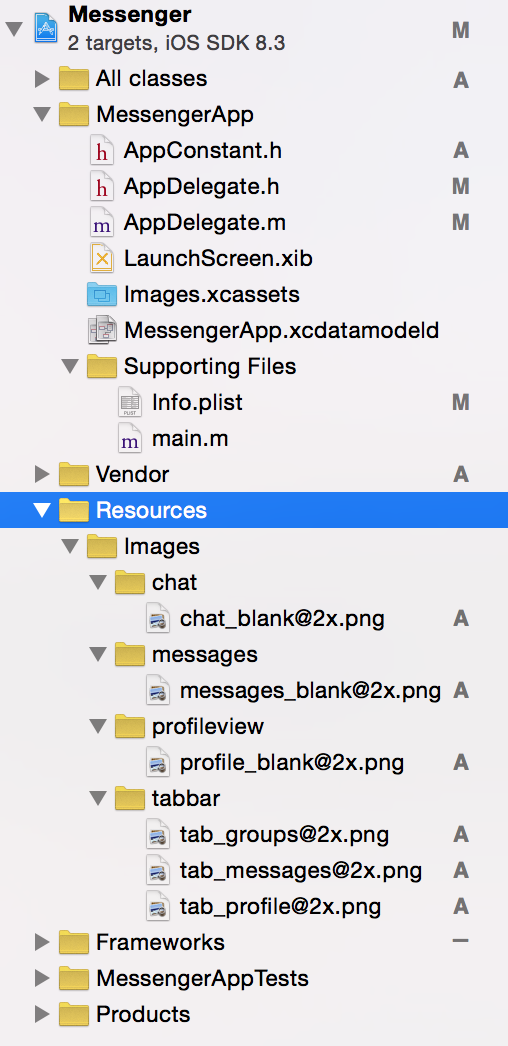 Messenger
M
2 targets, iOS SDK 8.3
All classes A
MessengerApp
h AppConstant.h A
h AppDelegate.h M
m AppDelegate.m M
LaunchScreen.xib
Images.xcassets
MessengerApp.xcdatamodeld
Supporting Files
PLIST Info.plist M
m main.m
Vendor A
Resources
Images
chat
chat_blank@2x.png A
messages
messages_blank@2x.png A
profileview
profile_blank@2x.png A
tabbar
tab_groups@2x.png A
tab_messages@2x.png A
tab_profile@2x.png A
Frameworks –
MessengerAppTests
Products